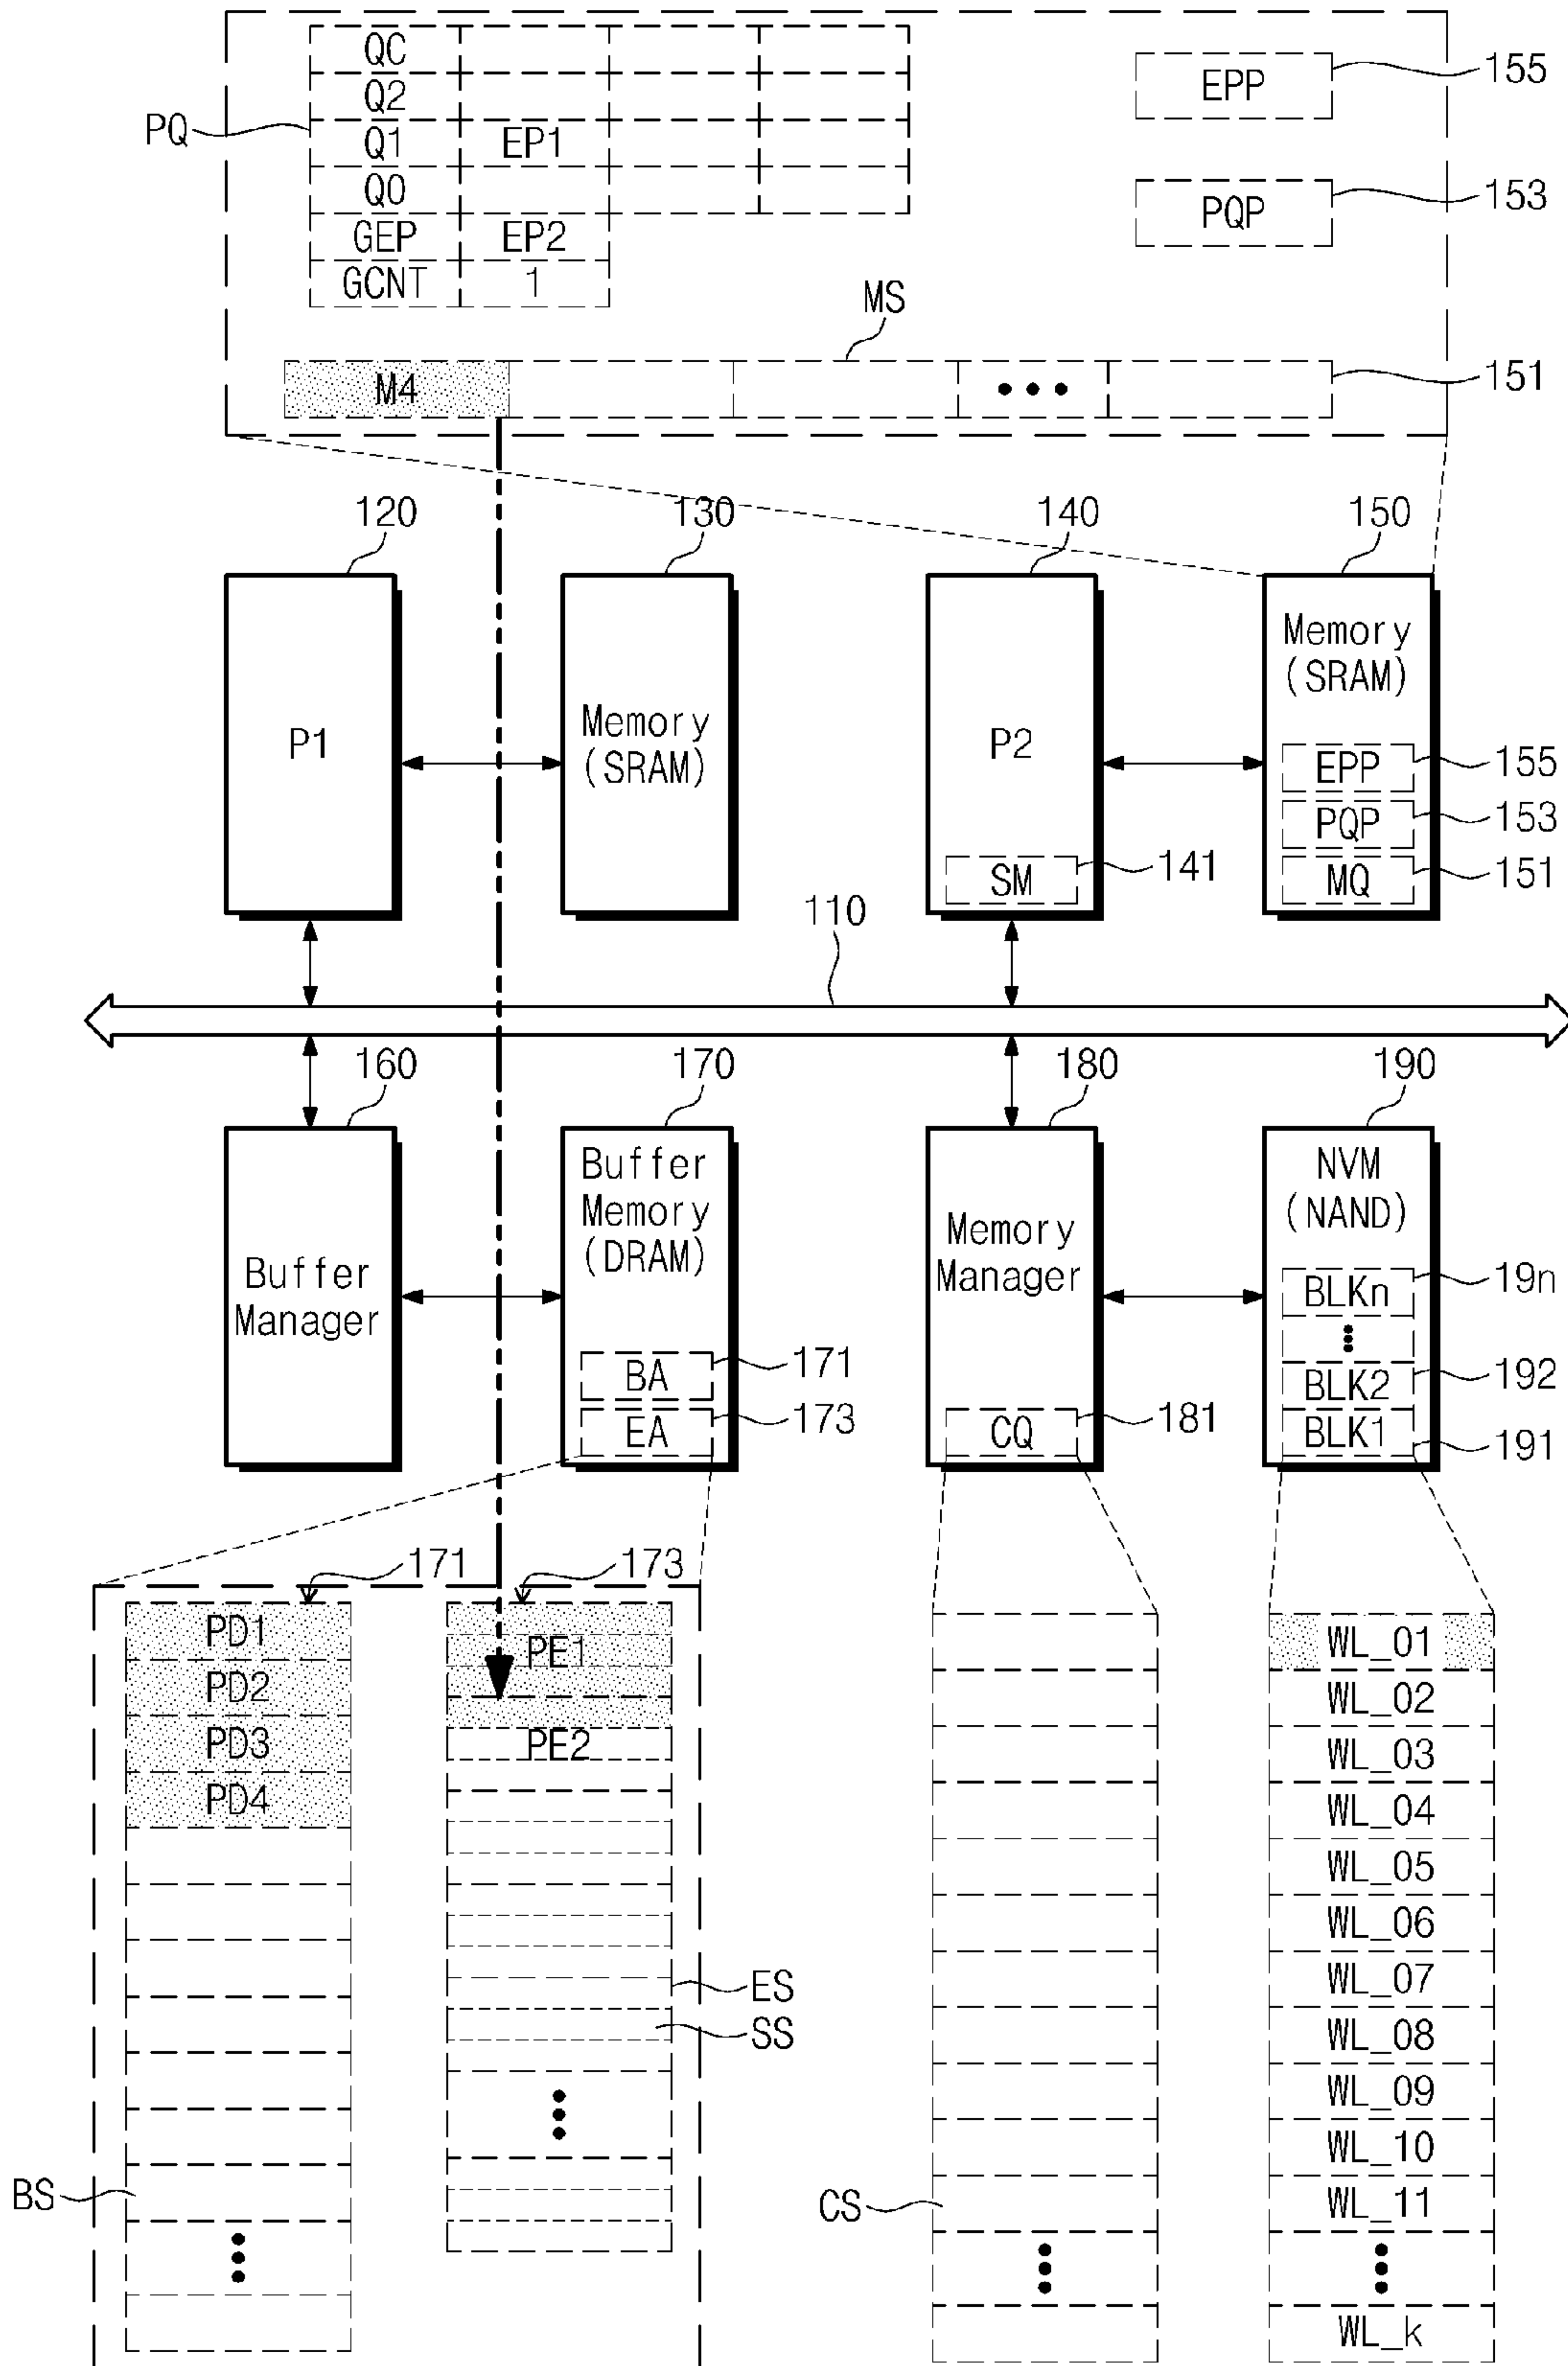 QC
Q2
PQ
Q1 EP1
Q0
GEP EP2
GCNT 1
EPP 155
PQP 153
MS
M4 151
120 130 140 150
P1
Memory
(SRAM)
P2
SM 141
Memory
(SRAM)
EPP 155
PQP 153
MQ 151
110
160 170 180 190
Buffer
Manager
Buffer
Memory
(DRAM)
BA 171
EA 173
Memory
Manager
CQ 181
NVM
(NAND)
BLKn 19n
BLK2 192
BLK1 191
171 173
PD1
PD2
PD3
PD4
BS
PE1
PE2
ES
SS
CS
WL_01
WL_02
WL_03
WL_04
WL_05
WL_06
WL_07
WL_08
WL_09
WL_10
WL_11
WL_k